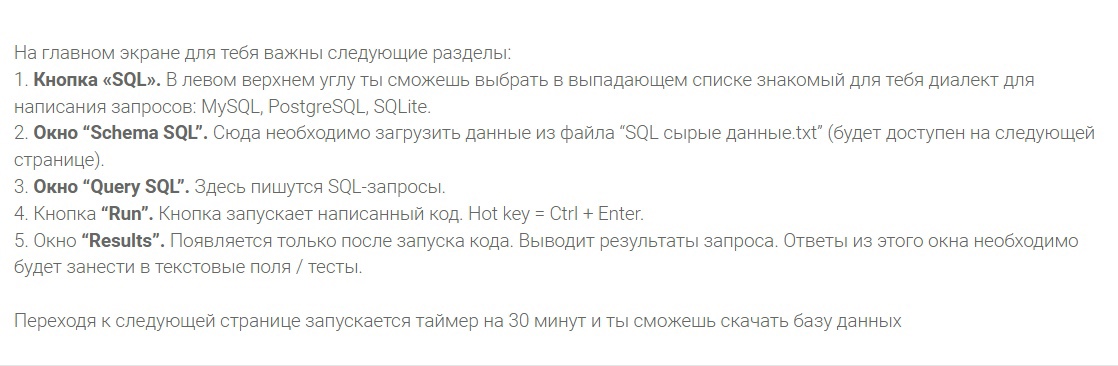 На главном экране для тебя важны следующие разделы:
1. Кнопка «SQL». В левом верхнем углу ты сможешь выбрать в выпадающем списке знакомый для тебя диалект для
написания запросов: MySQL, PostgreSQL, SQLite.
2. Окно “Schema SQL”. Сюда необходимо загрузить данные из файла “SQL сырые данные.txt” (будет доступен на следующей
странице).
3. Окно “Query SQL”. Здесь пишутся SQL-запросы.
4. Кнопка “Run”. Кнопка запускает написанный код. Hot key = Ctrl + Enter.
5. Окно “Results”. Появляется только после запуска кода. Выводит результаты запроса. Ответы из этого окна необходимо
будет занести в текстовые поля / тесты.
Переходя к следующей странице запускается таймер на 30 минут и ты сможешь скачать базу данных